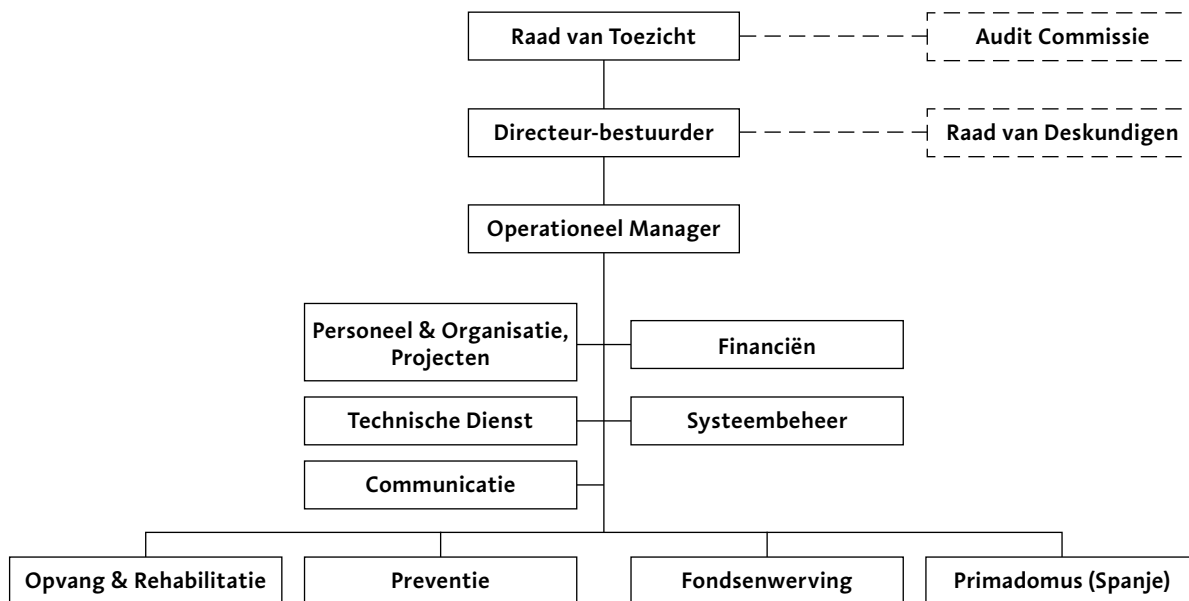 Raad van Toezicht
Audit Commissie
Directeur-bestuurder
Raad van Deskundigen
Operationeel Manager
Personeel & Organisatie,
Projecten
Financiën
Technische Dienst
Systeembeheer
Communicatie
Opvang & Rehabilitatie
Preventie
Fondsenwerving
Primadomus (Spanje)